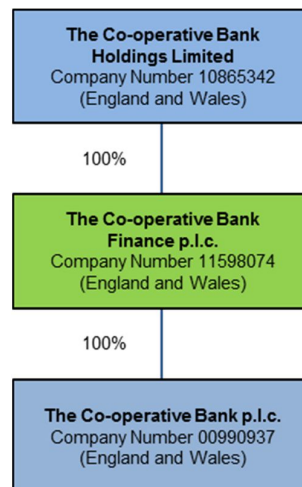 The Co-operative Bank
Holdings Limited
Company Number 10865342
(England and Wales)
100%
The Co-operative Bank
Finance p.l.c.
Company Number 11598074
(England and Wales)
100%
The Co-operative Bank p.l.c.
Company Number 00990937
(England and Wales)